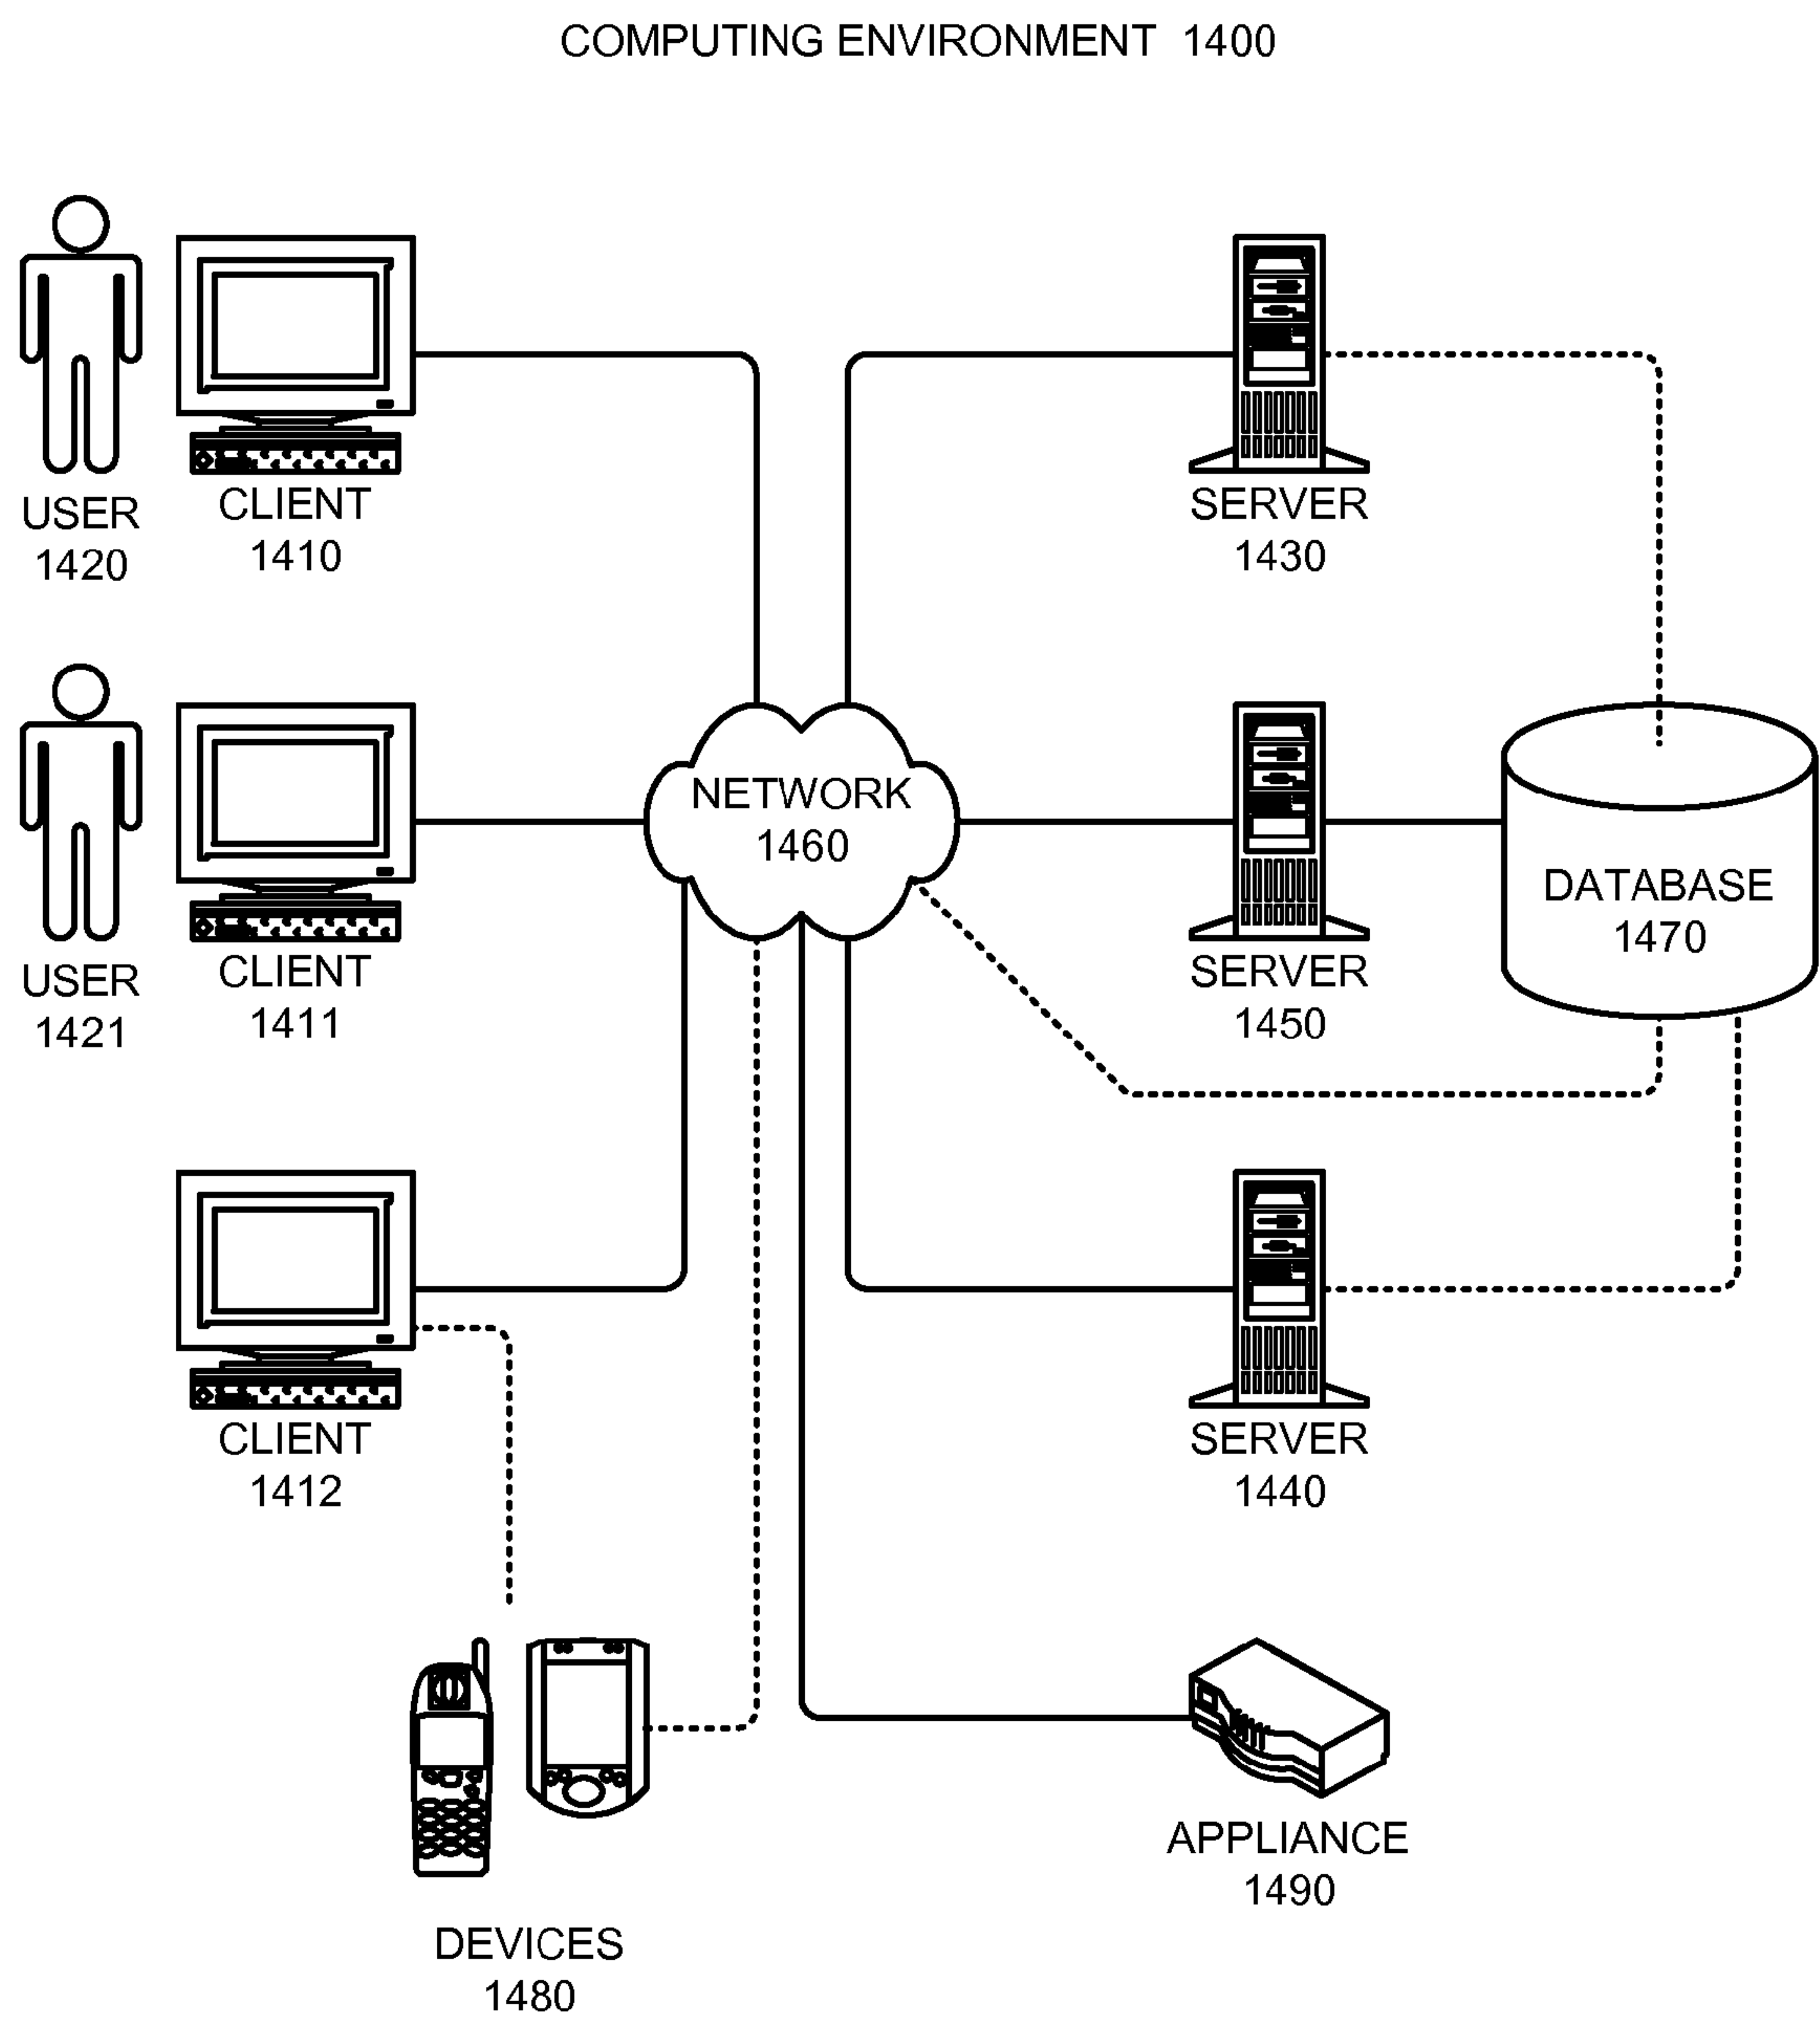 COMPUTING ENVIRONMENT 1400
USER
1420
CLIENT
1410
SERVER
1430
NETWORK
1460
DATABASE
1470
USER
1421
CLIENT
1411
SERVER
1450
CLIENT
1412
SERVER
1440
APPLIANCE
1490
DEVICES
1480